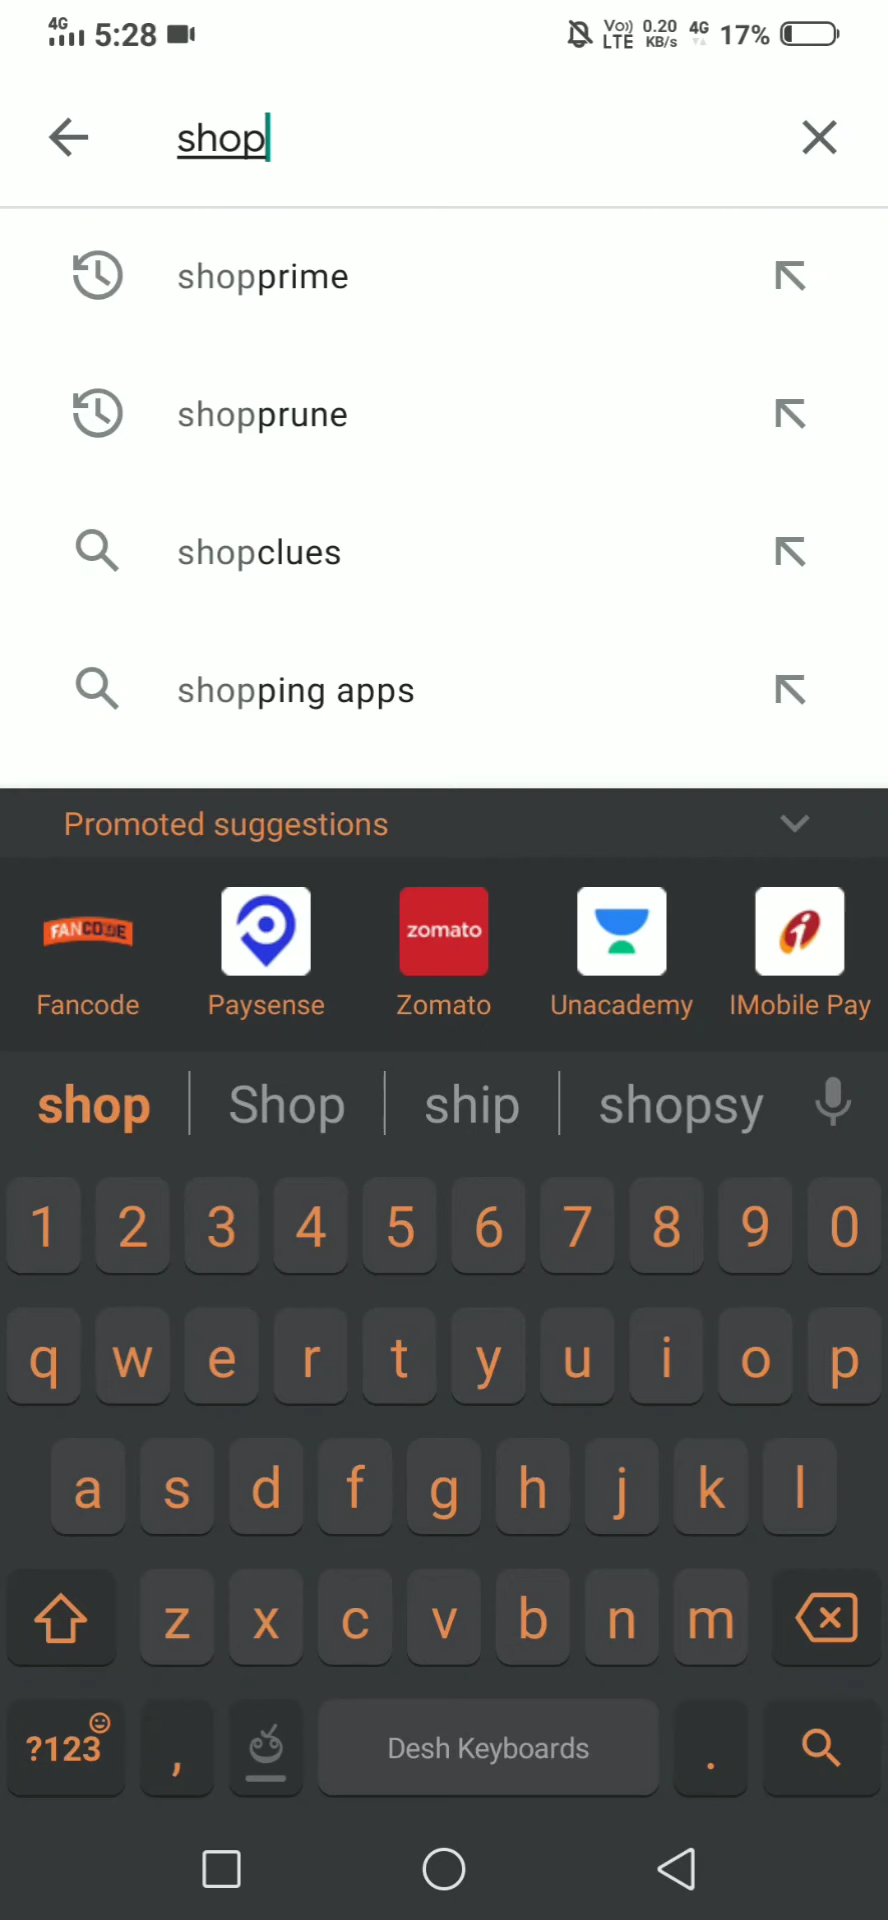 4G 5:28 Vo)) LTE 0.20 KB/s 4G 17%
shop
shopprime
shopprune
shopclues
shopping apps
Promoted suggestions
FANCODE zomato i
Fancode Paysense Zomato Unacademy IMobile Pay
shop Shop ship shopsy
1 2 3 4 5 6 7 8 9 0
q w e r t y u i o p
a s d f g h j k l
z x c v b n m
?123 , Desh Keyboards .